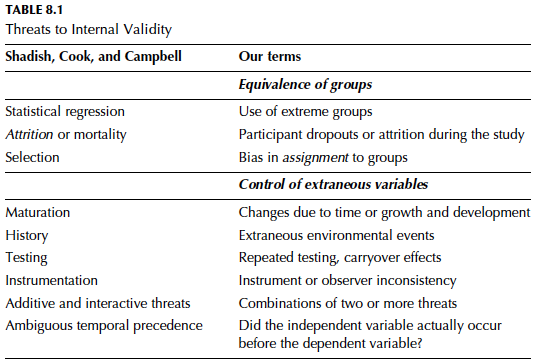 TABLE 8.1
Threats to Internal Validity
Shadish, Cook, and Campbell Our terms
Equivalence of groups
Statistical regression Use of extreme groups
Attrition or mortality Participant dropouts or attrition during the study
Selection Bias in assignment to groups
Control of extraneous variables
Maturation Changes due to time or growth and development
History Extraneous environmental events
Testing Repeated testing, carryover effects
Instrumentation Instrument or observer inconsistency
Additive and interactive threats Combinations of two or more threats
Ambiguous temporal precedence Did the independent variable actually occur
before the dependent variable?